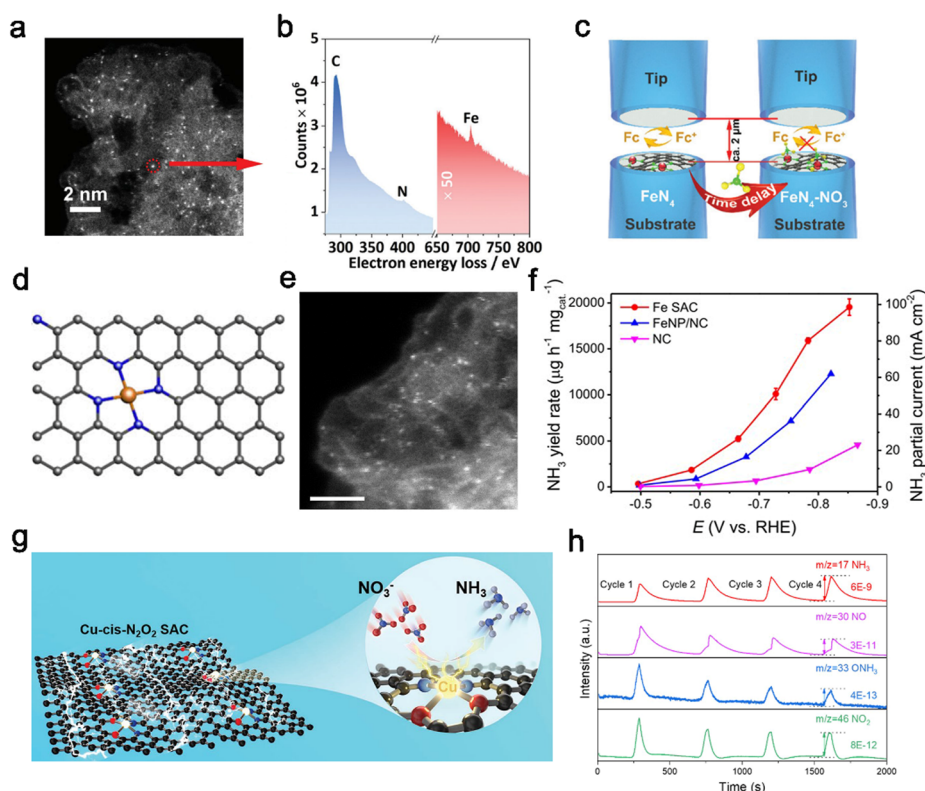 a
2 nm
b
6
5
4
3
2
1
Counts × 10⁶
C
N
Fe
× 50
300
350
400
650
700
750
800
Electron energy loss / eV
c
Tip
Tip
Fc
Fc⁺
ca. 2 μm
Fc
Fc⁺
FeN₄
Time delay
FeN₄-NO₃
Substrate
Substrate
d
e
f
20000
15000
10000
5000
0
NH₃ yield rate (μg h⁻¹ mg_cat.⁻¹)
Fe SAC
FeNP/NC
NC
100
80
60
40
20
0
NH₃ partial current (mA cm⁻²)
-0.5
-0.6
-0.7
-0.8
-0.9
E (V vs. RHE)
g
Cu-cis-N₂O₂ SAC
NO₃⁻
NH₃
Cu
h
Intensity (a.u.)
m/z=17 NH₃
Cycle 1
Cycle 2
Cycle 3
Cycle 4
6E-9
m/z=30 NO
3E-11
m/z=33 ONH₃
4E-13
m/z=46 NO₂
8E-12
0
500
1000
1500
2000
Time (s)